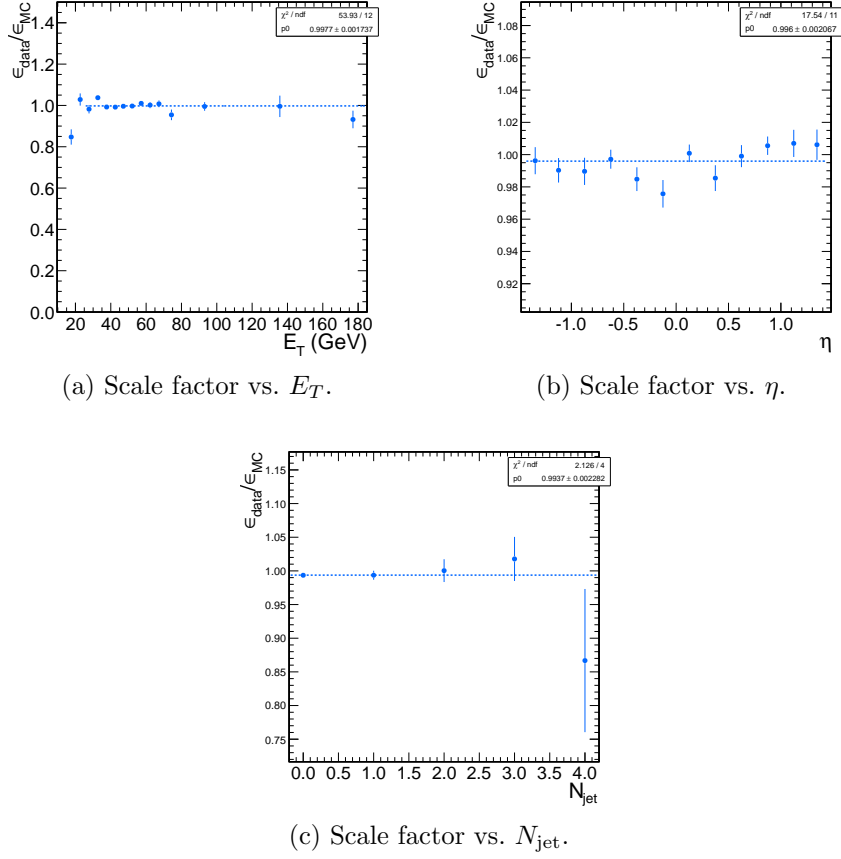 ϵ_data/ϵ_MC
1.4
1.2
1.0
0.8
0.6
0.4
0.2
0.0
χ² / ndf 53.93 / 12
p0 0.9977 ± 0.001737
20 40 60 80 100 120 140 160 180
E_T (GeV)
(a) Scale factor vs. E_T.
ϵ_data/ϵ_MC
1.08
1.06
1.04
1.02
1.00
0.98
0.96
0.94
0.92
χ² / ndf 17.54 / 11
p0 0.996 ± 0.002067
-1.0 -0.5 0.0 0.5 1.0
η
(b) Scale factor vs. η.
ϵ_data/ϵ_MC
1.15
1.10
1.05
1.00
0.95
0.90
0.85
0.80
0.75
χ² / ndf 2.126 / 4
p0 0.9937 ± 0.002282
0.0 0.5 1.0 1.5 2.0 2.5 3.0 3.5 4.0
N_jet
(c) Scale factor vs. N_jet.